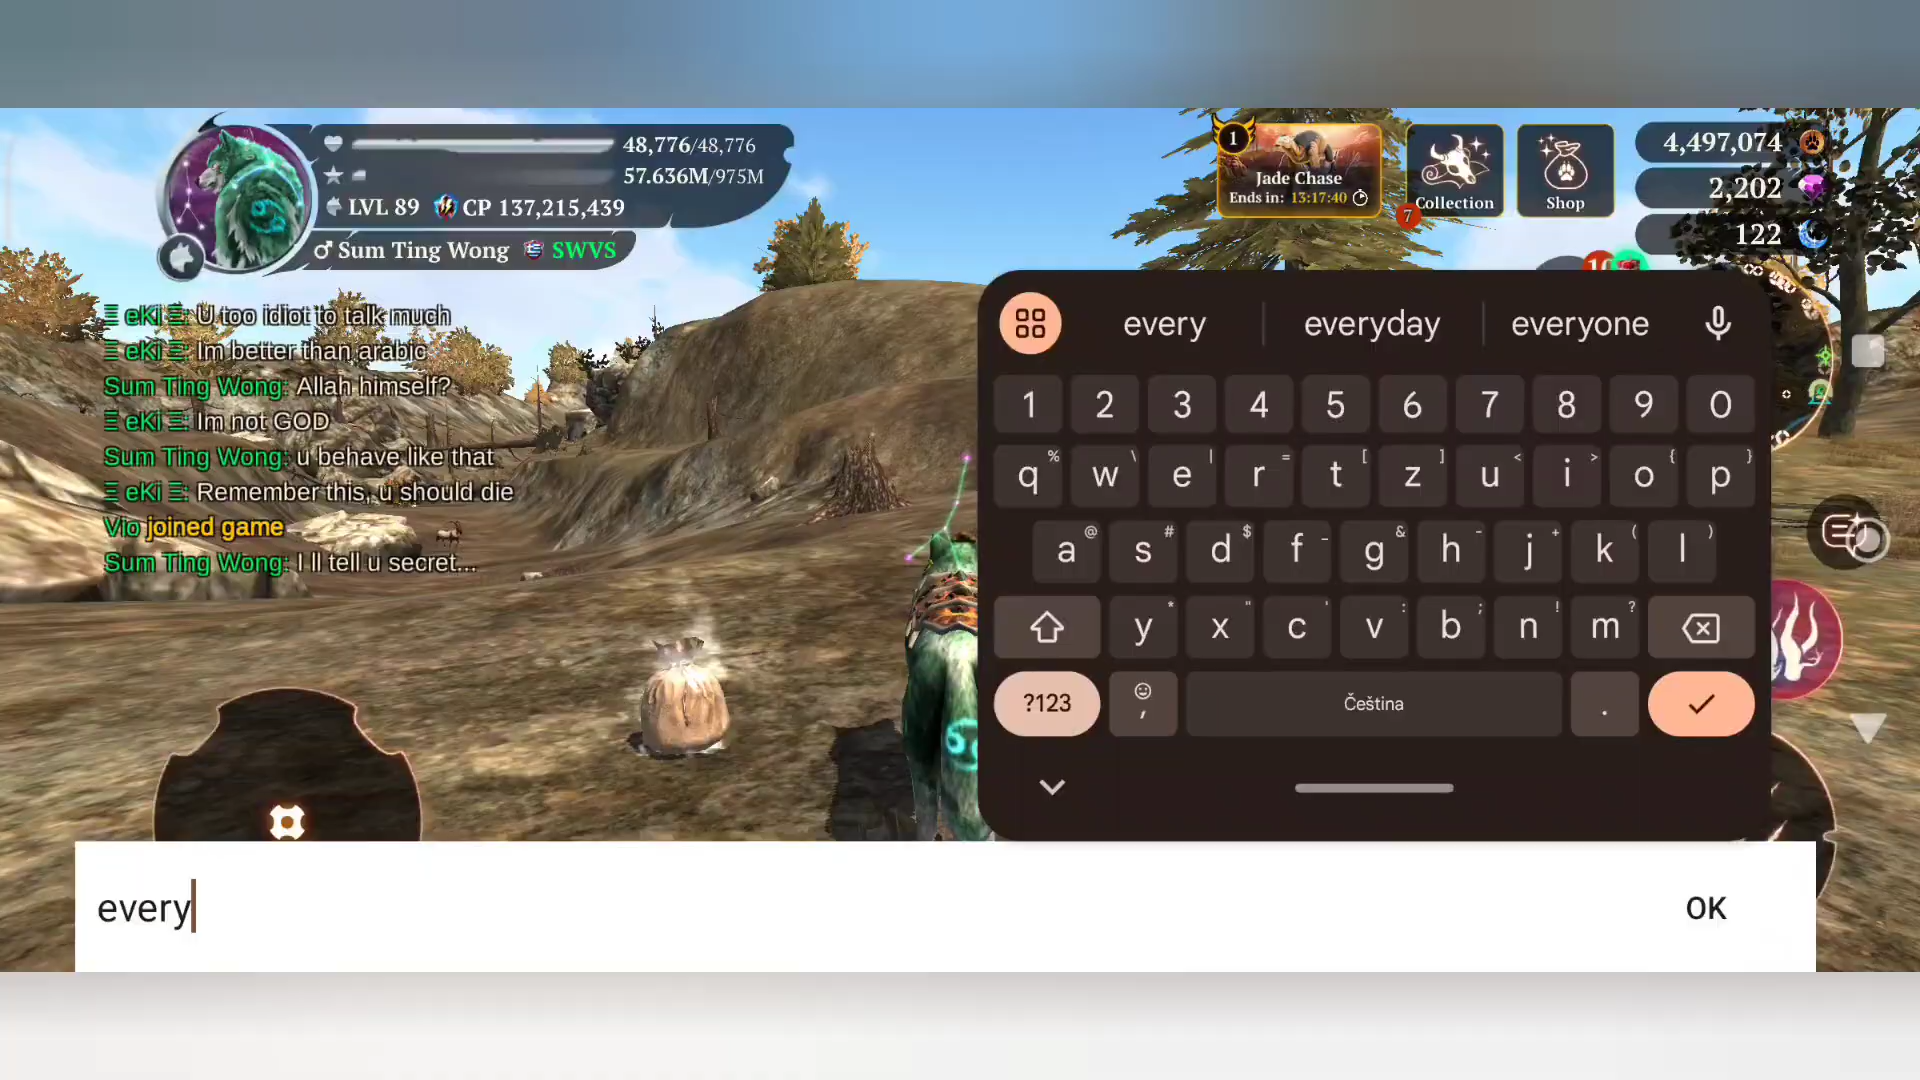 48,776/48,776
57.636M/975M
LVL 89 CP 137,215,439
Sum Ting Wong SWVS
1
Jade Chase
Ends in: 13:17:40
7
Collection
Shop
4,497,074
2,202
122
Ξ eKi Ξ: U too idiot to talk much
Ξ eKi Ξ: Im better than arabic
Sum Ting Wong: Allah himself?
Ξ eKi Ξ: Im not GOD
Sum Ting Wong: u behave like that
Ξ eKi Ξ: Remember this, u should die
Vio joined game
Sum Ting Wong: I ll tell u secret...
every everyday everyone
1 2 3 4 5 6 7 8 9 0
q % w \ e | r = t [ z ] u < i > o { p }
a @ s # d $ f _ g & h - j + k ( l )
y * x " c ' v : b ; n ! m ?
?123 , Čeština .
every
OK